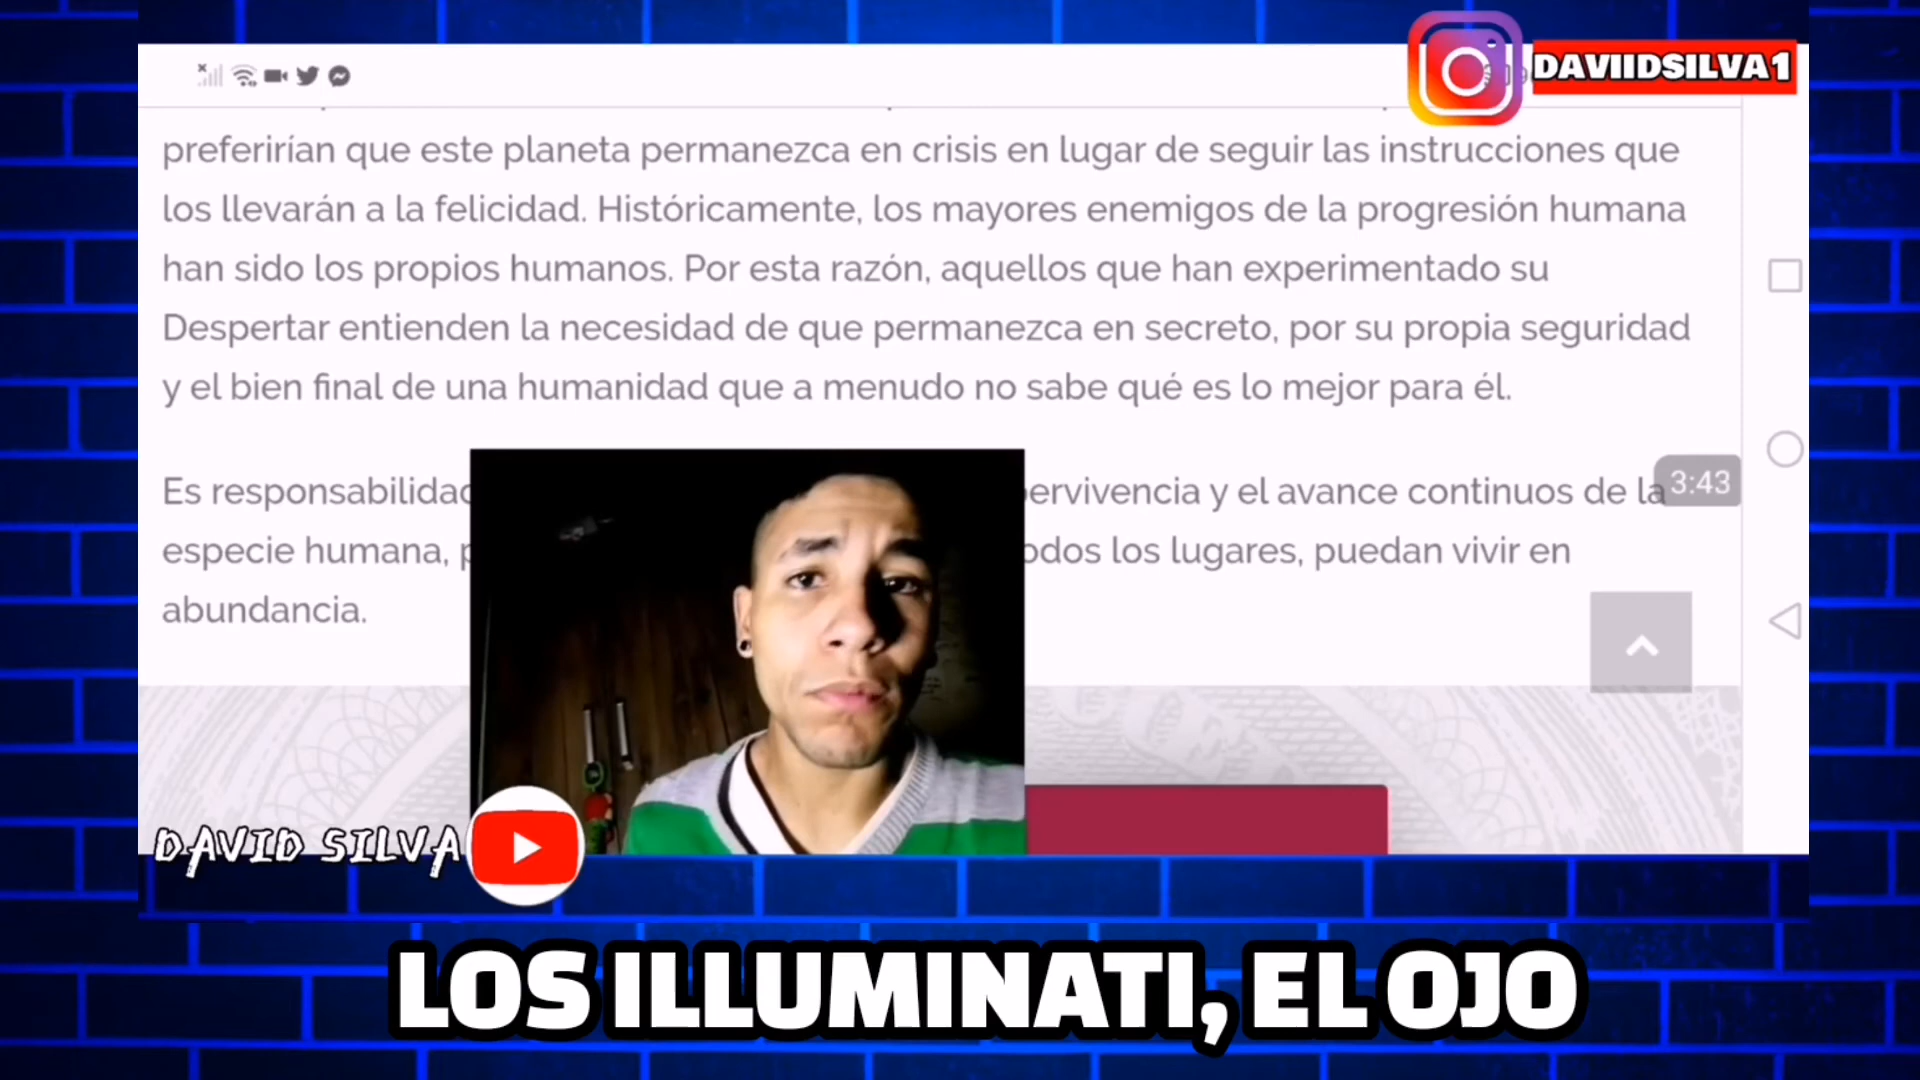 DAVIIDSILVA1
preferirían que este planeta permanezca en crisis en lugar de seguir las instrucciones que
los llevarán a la felicidad. Históricamente, los mayores enemigos de la progresión humana
han sido los propios humanos. Por esta razón, aquellos que han experimentado su
Despertar entienden la necesidad de que permanezca en secreto, por su propia seguridad
y el bien final de una humanidad que a menudo no sabe qué es lo mejor para él.
Es responsabilidad ervivencia y el avance continuos de la
3:43
especie humana, odos los lugares, puedan vivir en
abundancia.
DAVID SILVA
LOS ILLUMINATI, EL OJO